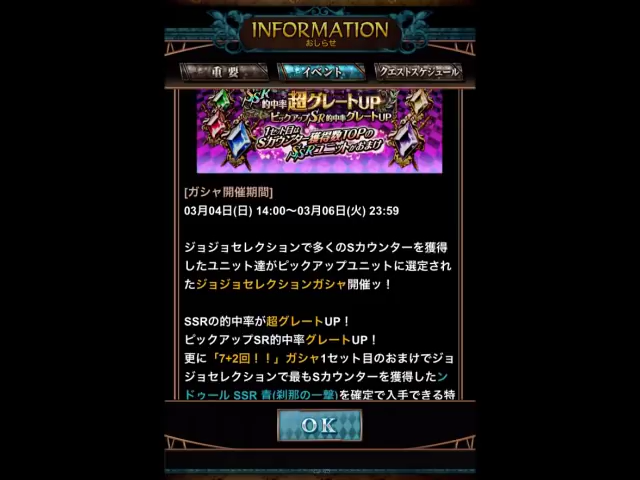 INFORMATION
おしらせ
重要
イベント
クエストスケジュール
SSR的中率超グレートUP
ピックアップSR的中率グレートUP
1セット目はSカウンター獲得数TOPの
SSRユニットがおまけ
[ガシャ開催期間]
03月04日(日) 14:00～03月06日(火) 23:59
ジョジョセレクションで多くのSカウンターを獲得
したユニット達がピックアップユニットに選定され
たジョジョセレクションガシャ開催ッ！
SSRの的中率が超グレートUP！
ピックアップSR的中率グレートUP！
更に「7+2回！！」ガシャ1セット目のおまけでジョ
ジョセレクションで最もSカウンターを獲得したン
ドゥール SSR 青(刹那の一撃)を確定で入手できる特
OK